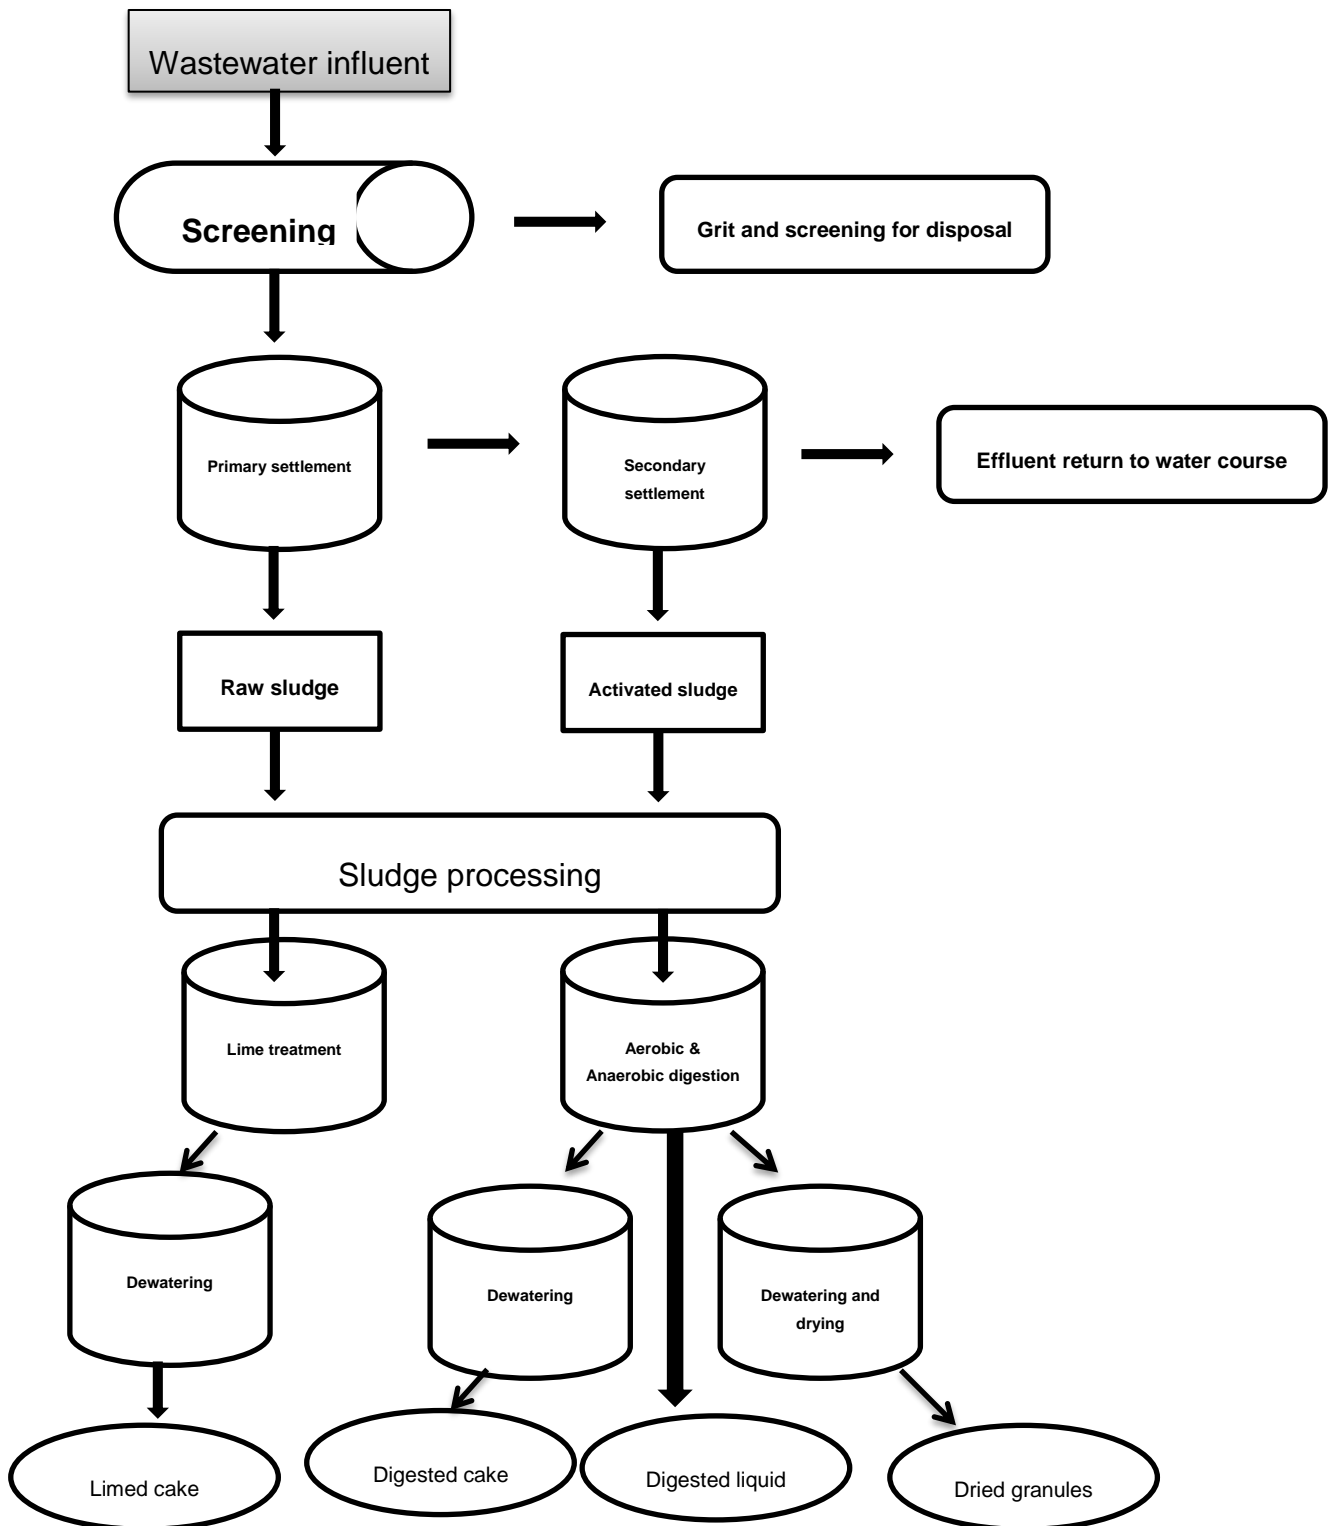 Wastewater influent
Screening
Grit and screening for disposal
Primary settlement
Secondary
settlement
Effluent return to water course
Raw sludge
Activated sludge
Sludge processing
Lime treatment
Aerobic &
Anaerobic digestion
Dewatering
Dewatering
Dewatering and
drying
Limed cake
Digested cake
Digested liquid
Dried granules